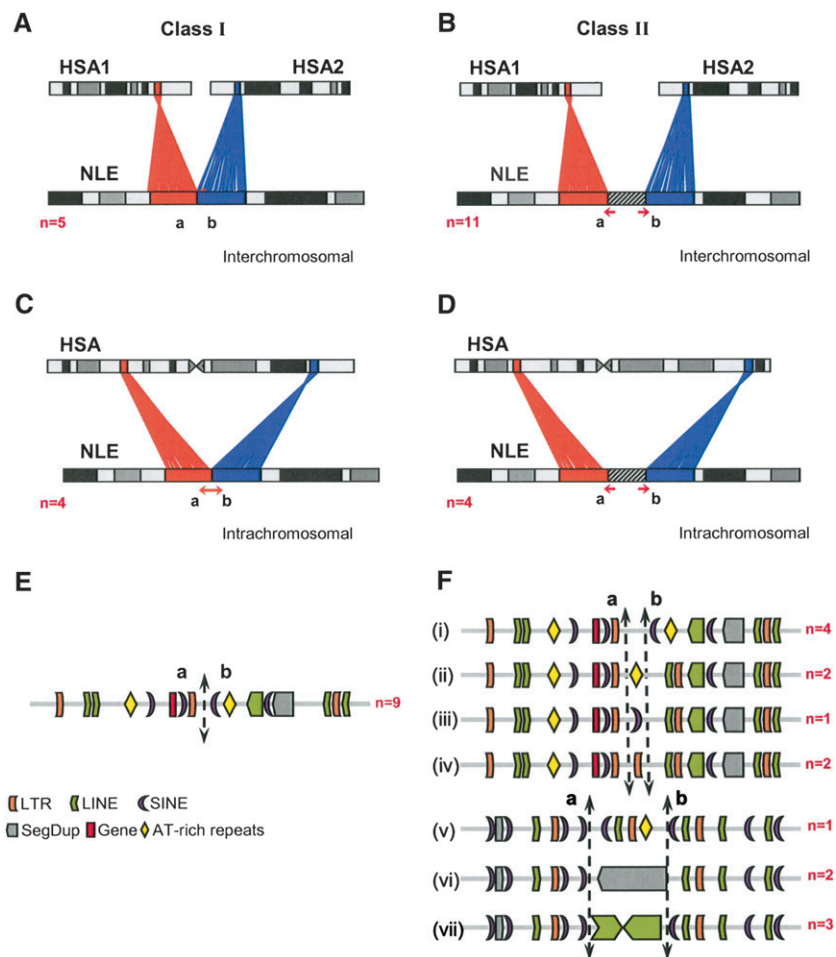 A
Class I
HSA1
HSA2
NLE
n=5
a
b
Interchromosomal
B
Class II
HSA1
HSA2
NLE
n=11
a
b
Interchromosomal
C
HSA
NLE
n=4
a
b
Intrachromosomal
D
HSA
NLE
n=4
a
b
Intrachromosomal
E
a
b
n=9
LTR
LINE
SINE
SegDup
Gene
AT-rich repeats
F
a
b
(i)
n=4
(ii)
n=2
(iii)
n=1
(iv)
n=2
a
b
(v)
n=1
(vi)
n=2
(vii)
n=3